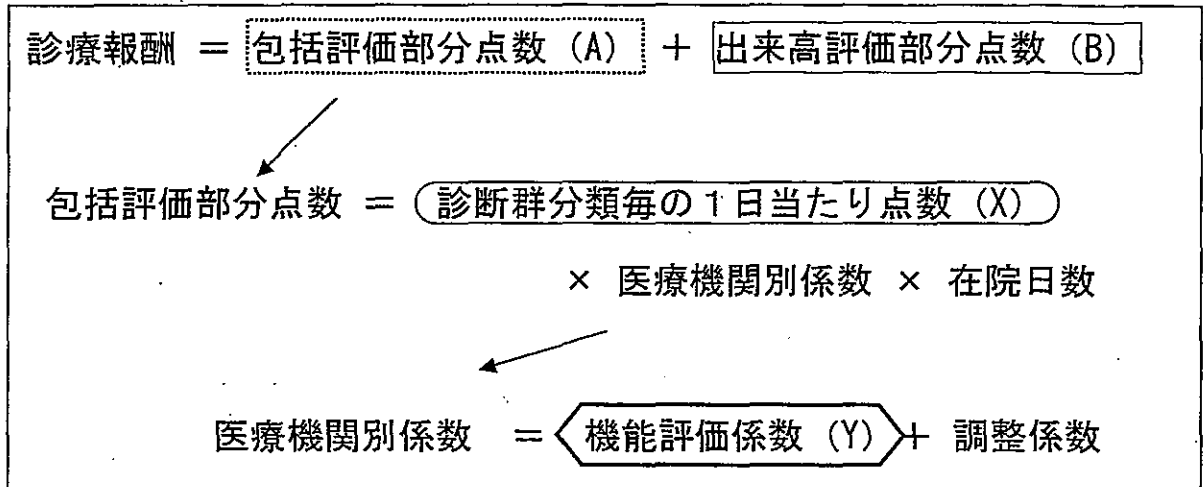 診療報酬 = 包括評価部分点数 (A) + 出来高評価部分点数 (B)
包括評価部分点数 = 診断群分類毎の1日当たり点数 (X)
× 医療機関別係数 × 在院日数
医療機関別係数 = 機能評価係数 (Y) + 調整係数